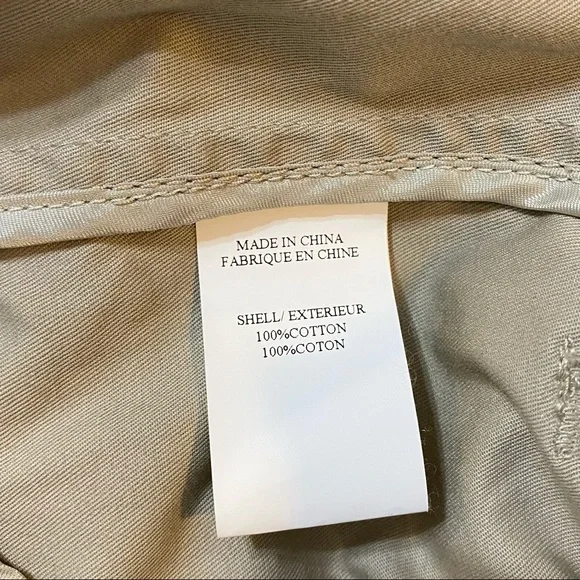 MADE IN CHINA
FABRIQUE EN CHINE
SHELL/ EXTERIEUR
100%COTTON
100%COTON